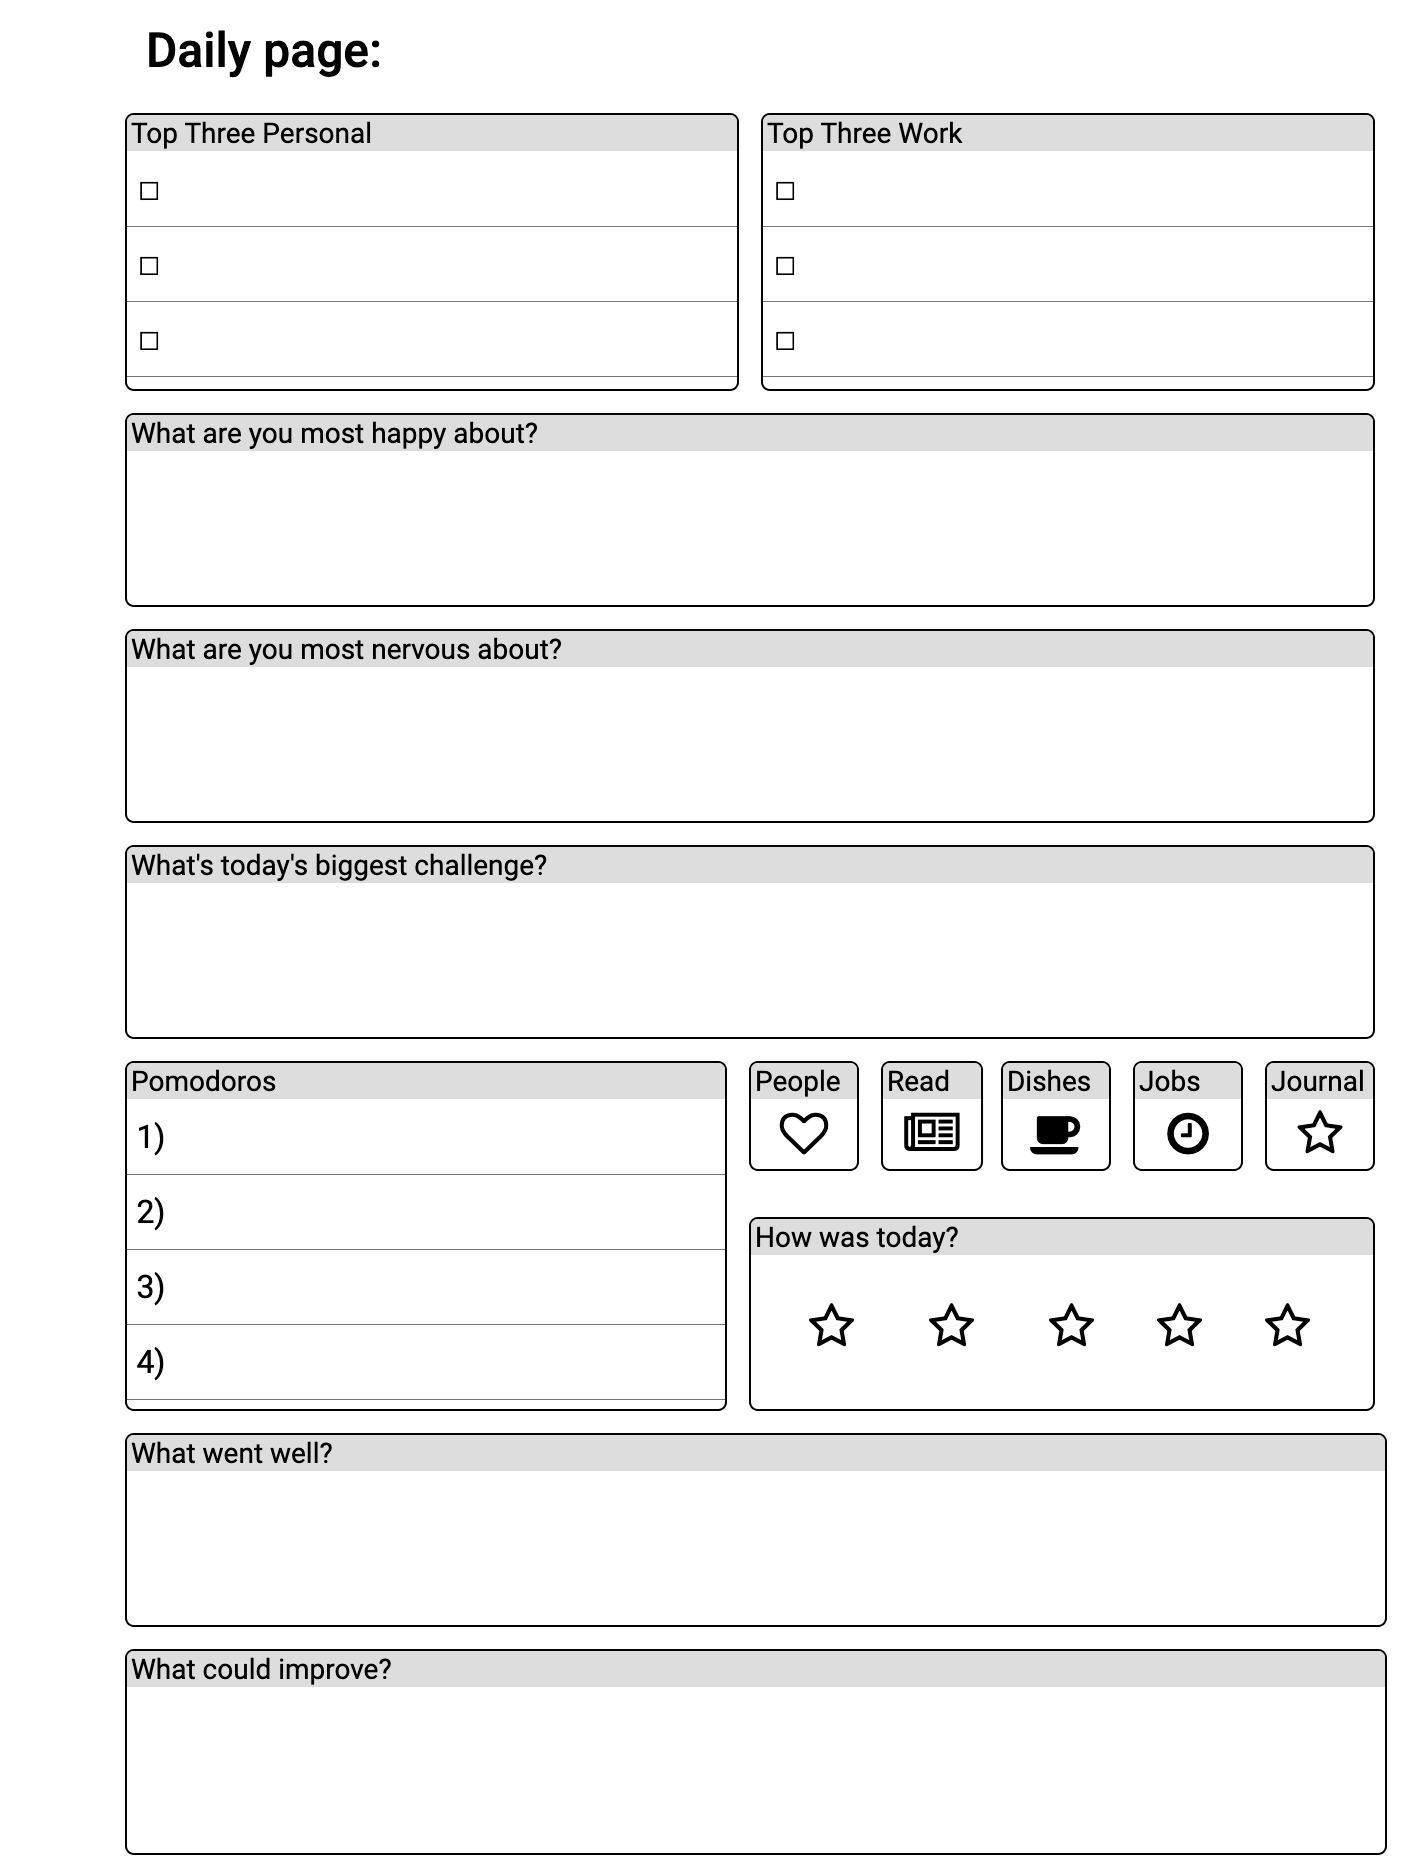 Daily page:
Top Three Personal
Top Three Work
What are you most happy about?
What are you most nervous about?
What's today's biggest challenge?
Pomodoros
1)
2)
3)
4)
People
Read
Dishes
Jobs
Journal
How was today?
What went well?
What could improve?